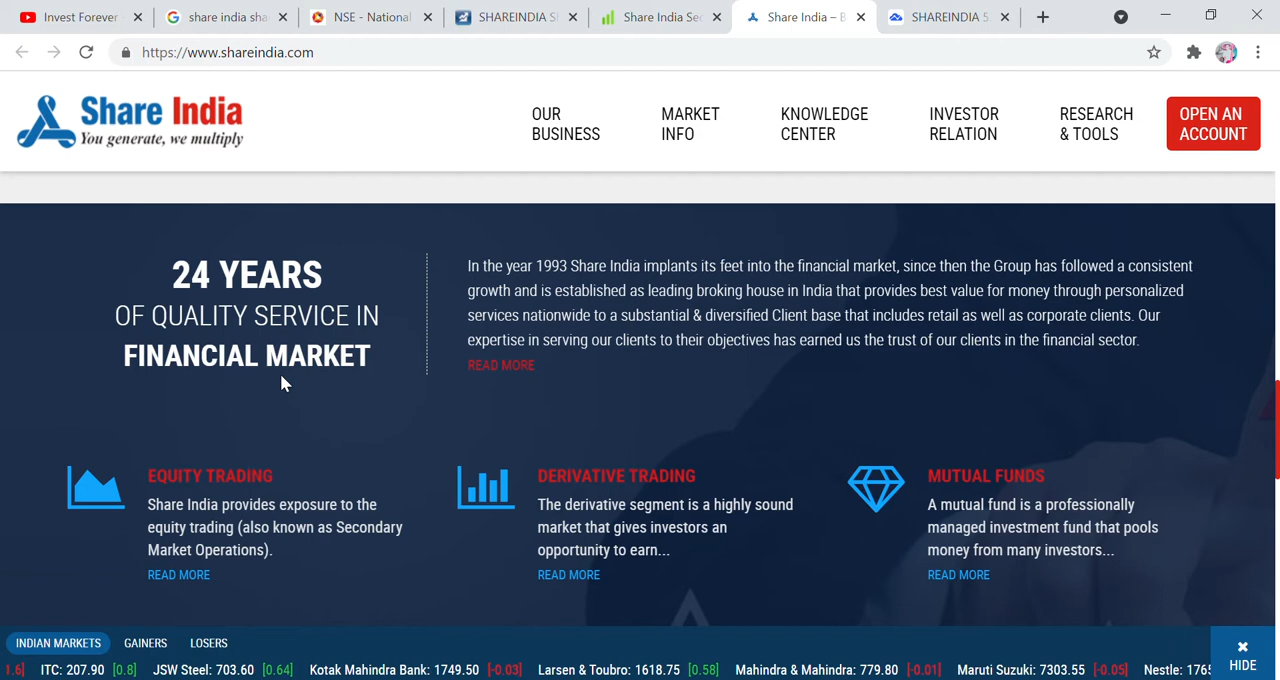 Invest Forever
share india sha
NSE - National
SHAREINDIA
Share India Sec
Share India – B
SHAREINDIA 5
https://www.shareindia.com
Share India
You generate, we multiply
OUR BUSINESS
MARKET INFO
KNOWLEDGE CENTER
INVESTOR RELATION
RESEARCH & TOOLS
OPEN AN ACCOUNT
24 YEARS
OF QUALITY SERVICE IN
FINANCIAL MARKET
In the year 1993 Share India implants its feet into the financial market, since then the Group has followed a consistent
growth and is established as leading broking house in India that provides best value for money through personalized
services nationwide to a substantial & diversified Client base that includes retail as well as corporate clients. Our
expertise in serving our clients to their objectives has earned us the trust of our clients in the financial sector.
READ MORE
EQUITY TRADING
Share India provides exposure to the
equity trading (also known as Secondary
Market Operations).
READ MORE
DERIVATIVE TRADING
The derivative segment is a highly sound
market that gives investors an
opportunity to earn...
READ MORE
MUTUAL FUNDS
A mutual fund is a professionally
managed investment fund that pools
money from many investors...
READ MORE
INDIAN MARKETS GAINERS LOSERS
1.6] ITC: 207.90 [0.8] JSW Steel: 703.60 [0.64] Kotak Mahindra Bank: 1749.50 [-0.03] Larsen & Toubro: 1618.75 [0.58] Mahindra & Mahindra: 779.80 [-0.01] Maruti Suzuki: 7303.55 [-0.05] Nestle: 1765
HIDE